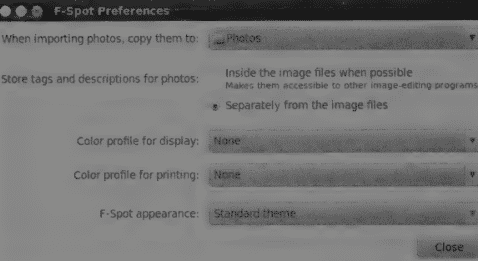 F-Spot Preferences
When importing photos, copy them to: Photos
Store tags and descriptions for photos:
Inside the image files when possible
Makes them accessible to other image-editing programs
Separately from the image files
Color profile for display: None
Color profile for printing: None
F-Spot appearance: Standard theme
Close